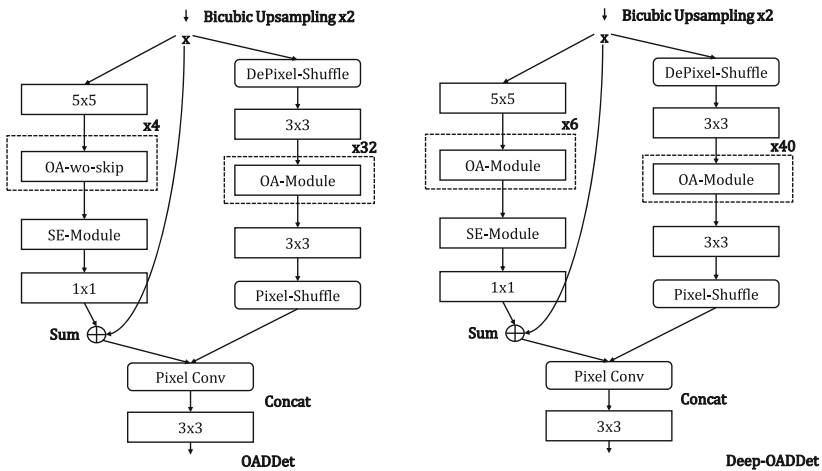 Bicubic Upsampling x2
x
DePixel-Shuffle
5x5
x4
3x3
x32
OA-wo-skip
OA-Module
SE-Module
3x3
1x1
Pixel-Shuffle
Sum
Pixel Conv
Concat
3x3
OADDet
Bicubic Upsampling x2
x
DePixel-Shuffle
5x5
x6
3x3
x40
OA-Module
OA-Module
SE-Module
3x3
1x1
Pixel-Shuffle
Sum
Pixel Conv
Concat
3x3
Deep-OADDet